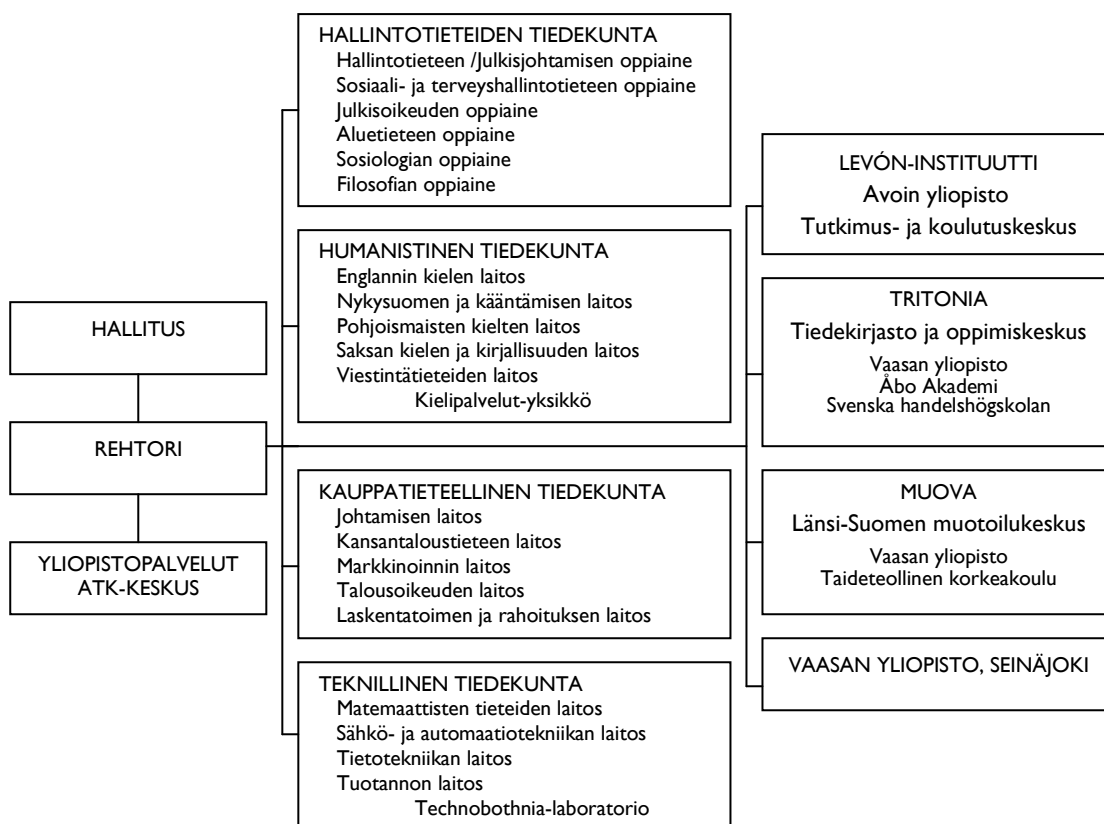 HALLITUS
REHTORI
YLIOPISTOPALVELUT
ATK-KESKUS
HALLINTOTIETEIDEN TIEDEKUNTA
Hallintotieteen /Julkisjohtamisen oppiaine
Sosiaali- ja terveyshallintotieteen oppiaine
Julkisoikeuden oppiaine
Aluetieteen oppiaine
Sosiologian oppiaine
Filosofian oppiaine
HUMANISTINEN TIEDEKUNTA
Englannin kielen laitos
Nykysuomen ja kääntämisen laitos
Pohjoismaisten kielten laitos
Saksan kielen ja kirjallisuuden laitos
Viestintätieteiden laitos
Kielipalvelut-yksikkö
KAUPPATIETEELLINEN TIEDEKUNTA
Johtamisen laitos
Kansantaloustieteen laitos
Markkinoinnin laitos
Talousoikeuden laitos
Laskentatoimen ja rahoituksen laitos
TEKNILLINEN TIEDEKUNTA
Matemaattisten tieteiden laitos
Sähkö- ja automaatiotekniikan laitos
Tietotekniikan laitos
Tuotannon laitos
Technobothnia-laboratorio
LEVÓN-INSTITUUTTI
Avoin yliopisto
Tutkimus- ja koulutuskeskus
TRITONIA
Tiedekirjasto ja oppimiskeskus
Vaasan yliopisto
Åbo Akademi
Svenska handelshögskolan
MUOVA
Länsi-Suomen muotoilukeskus
Vaasan yliopisto
Taideteollinen korkeakoulu
VAASAN YLIOPISTO, SEINÄJOKI